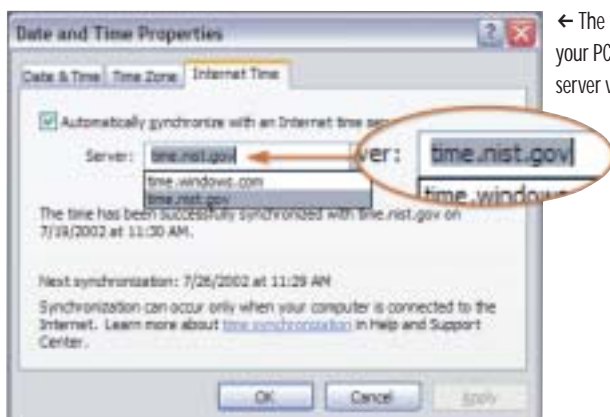 Date and Time Properties
Date & Time Time Zone Internet Time
Automatically synchronize with an Internet time
Server: time.nist.gov
time.windows.com
time.nist.gov
The time has been successfully synchronized with time.nist.gov on
7/19/2002 at 11:30 AM.
Next synchronization: 7/26/2002 at 11:29 AM
Synchronization can occur only when your computer is connected to the
Internet. Learn more about time synchronization in Help and Support
Center.
OK Cancel Apply
ver: time.nist.gov
time.windows
← The
your PC
server